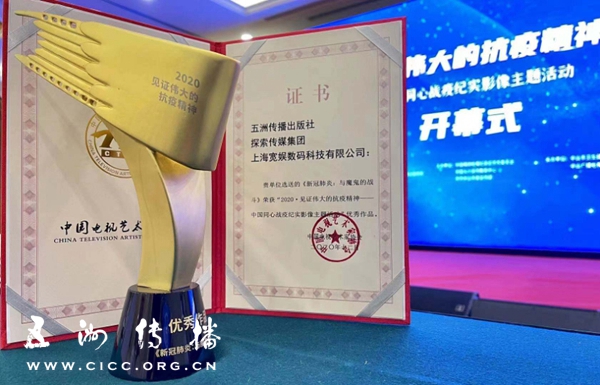 2020
见证伟大的
抗疫精神
中国电视艺术
CHINA TELEVISION ARTIS
优秀作
《新冠肺炎
证书
五洲传播出版社
探索传媒集团
上海宽娱数码科技有限公司：
贵单位选送的《新冠肺炎：与魔鬼的战
斗》荣获“2020·见证伟大的抗疫精神——
中国同心战疫纪实影像主题活动”优秀作品。
伟大的抗疫精神
同心战疫纪实影像主题活动
开幕式
五洲传播
WWW.CICC.ORG.CN